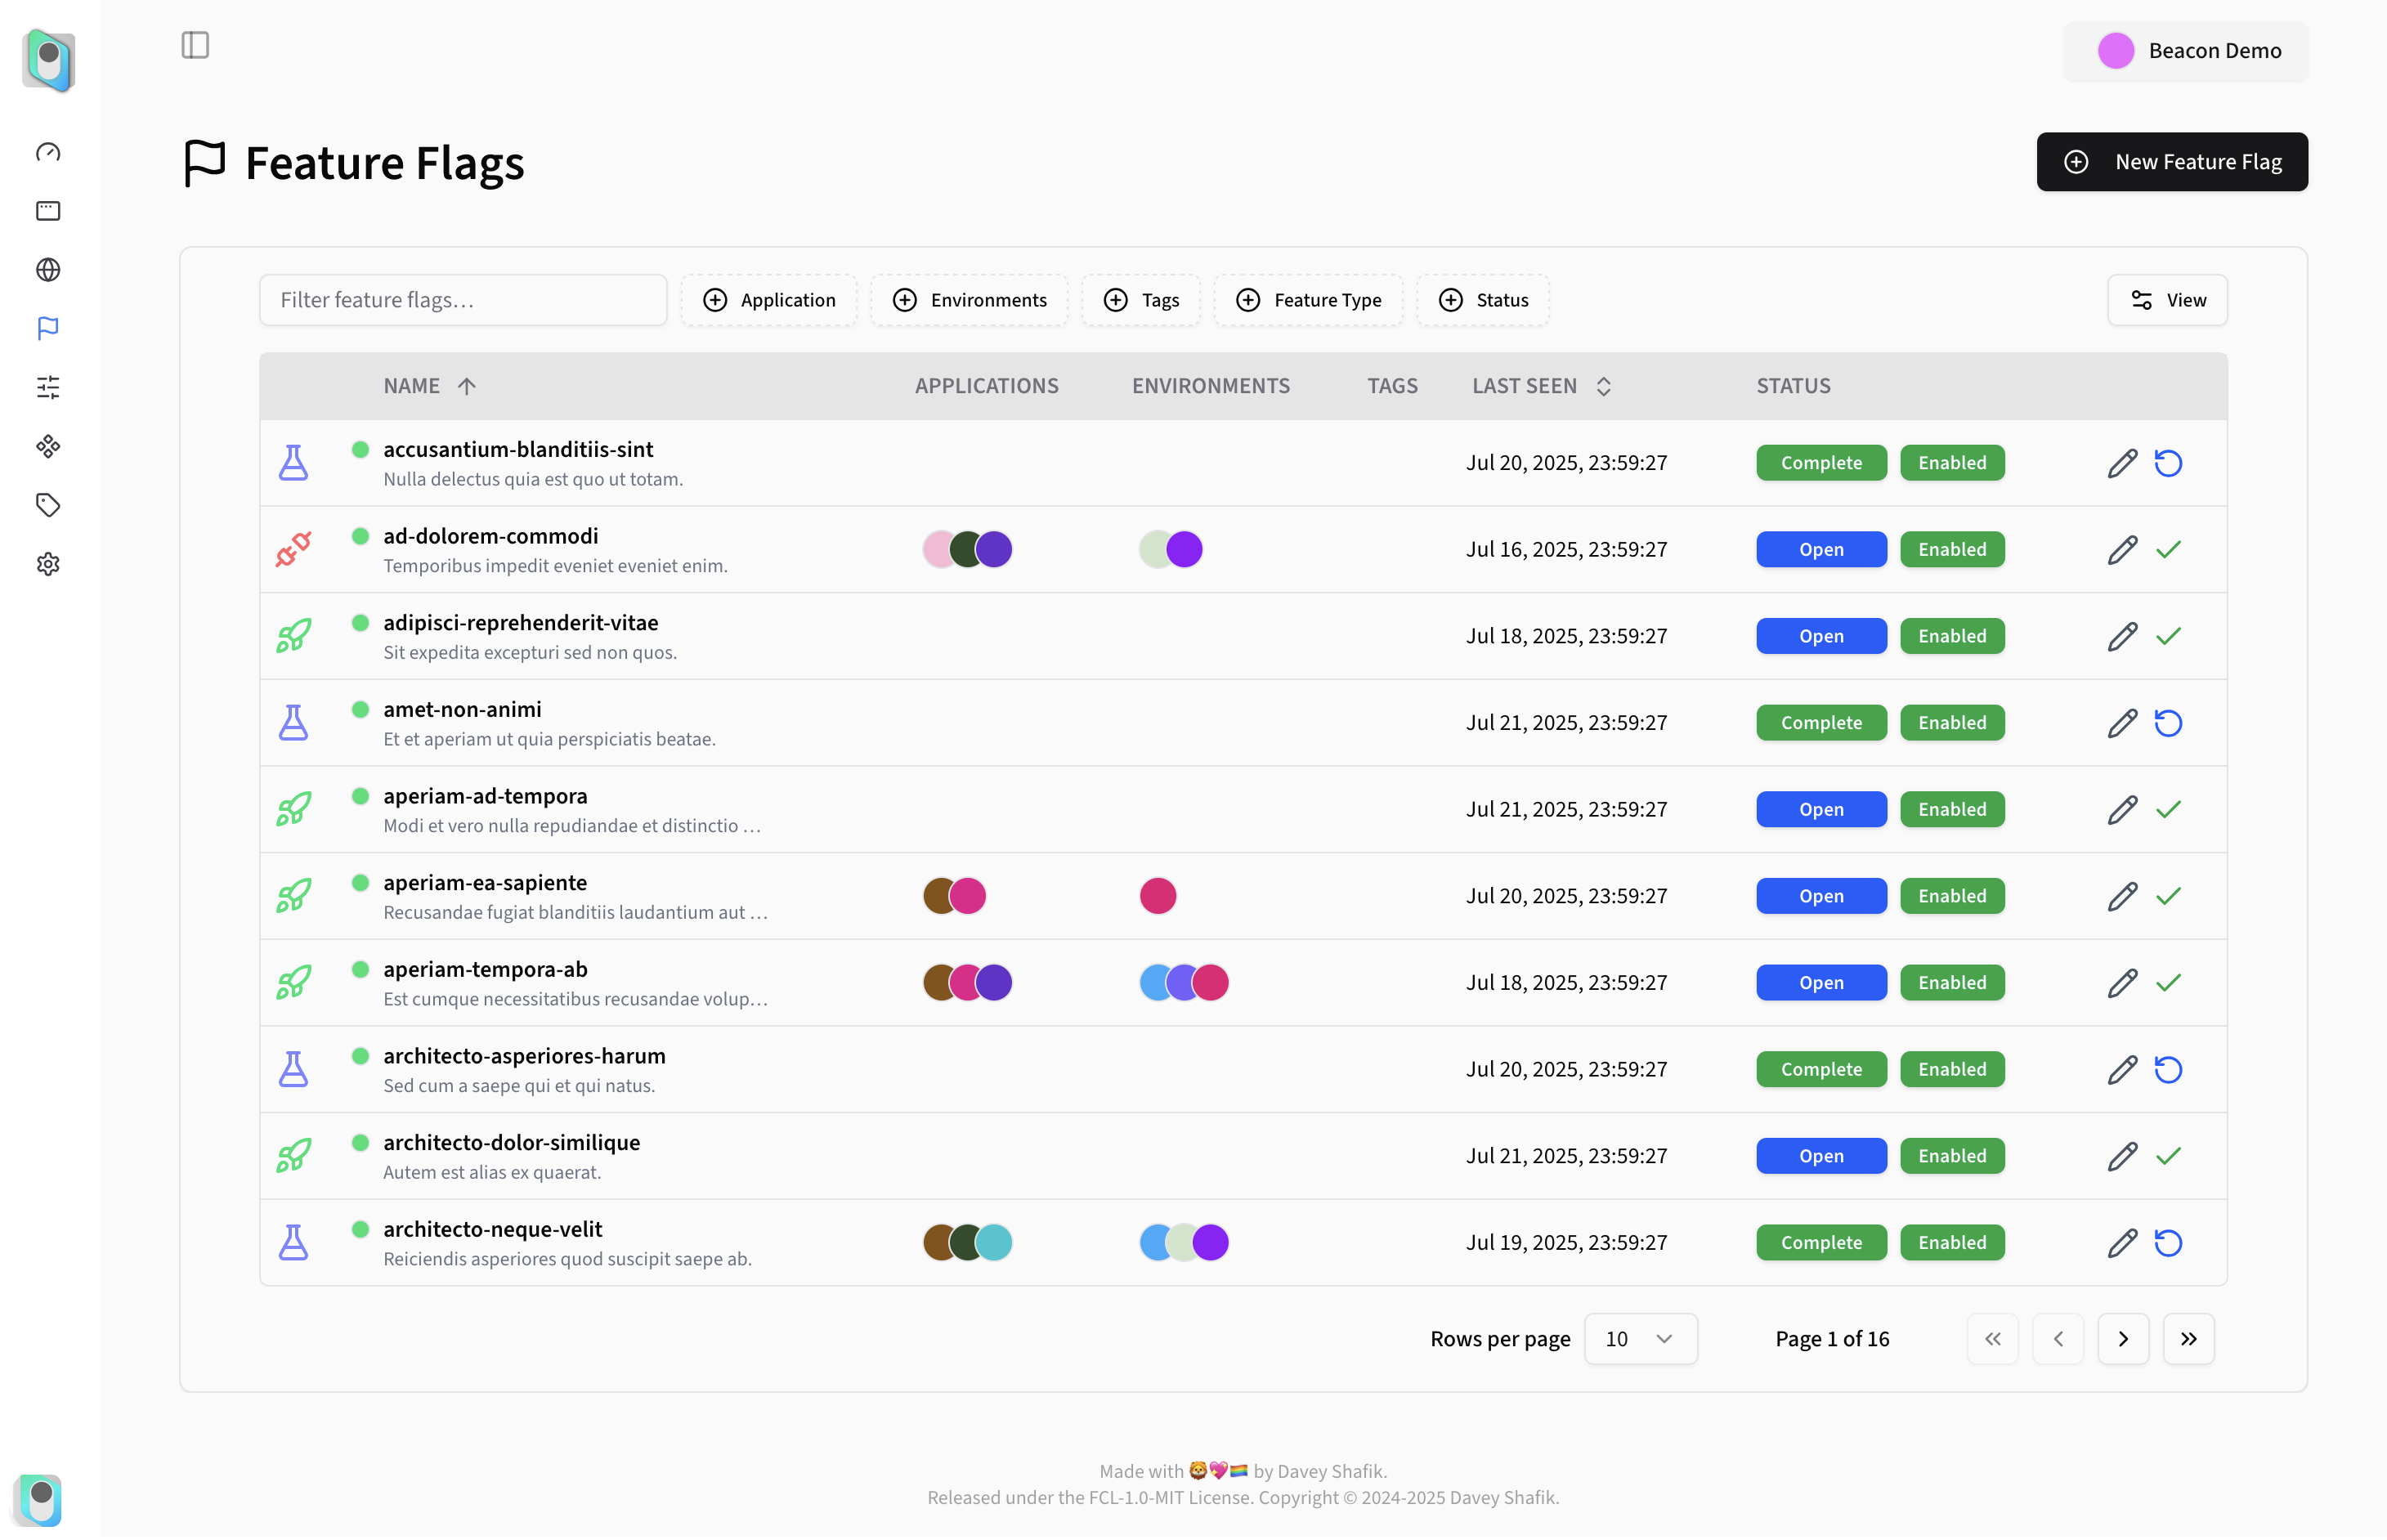 Beacon Demo
Feature Flags
New Feature Flag
Filter feature flags…
Application
Environments
Tags
Feature Type
Status
View
NAME APPLICATIONS ENVIRONMENTS TAGS LAST SEEN STATUS
accusantium-blanditiis-sint
Nulla delectus quia est quo ut totam.
Jul 20, 2025, 23:59:27 Complete Enabled
ad-dolorem-commodi
Temporibus impedit eveniet eveniet enim.
Jul 16, 2025, 23:59:27 Open Enabled
adipisci-reprehenderit-vitae
Sit expedita excepturi sed non quos.
Jul 18, 2025, 23:59:27 Open Enabled
amet-non-animi
Et et aperiam ut quia perspiciatis beatae.
Jul 21, 2025, 23:59:27 Complete Enabled
aperiam-ad-tempora
Modi et vero nulla repudiandae et distinctio …
Jul 21, 2025, 23:59:27 Open Enabled
aperiam-ea-sapiente
Recusandae fugiat blanditiis laudantium aut …
Jul 20, 2025, 23:59:27 Open Enabled
aperiam-tempora-ab
Est cumque necessitatibus recusandae volup…
Jul 18, 2025, 23:59:27 Open Enabled
architecto-asperiores-harum
Sed cum a saepe qui et qui natus.
Jul 20, 2025, 23:59:27 Complete Enabled
architecto-dolor-similique
Autem est alias ex quaerat.
Jul 21, 2025, 23:59:27 Open Enabled
architecto-neque-velit
Reiciendis asperiores quod suscipit saepe ab.
Jul 19, 2025, 23:59:27 Complete Enabled
Rows per page 10 Page 1 of 16
Made with 🦁💖🏳️‍🌈 by Davey Shafik.
Released under the FCL-1.0-MIT License. Copyright © 2024-2025 Davey Shafik.